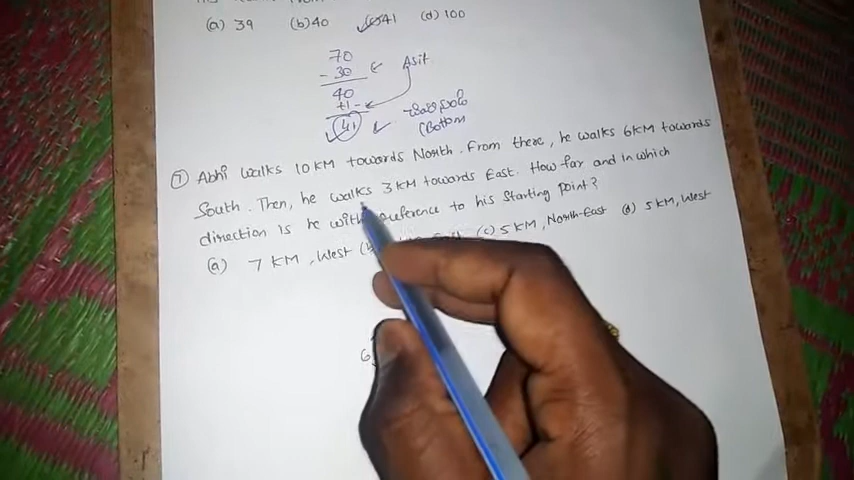 (a) 39 (b) 40 (c) 41 (d) 100
70
- 30 Asit
40
+1
41
(Bottom
(7) Abhi walks 10 KM towards North. From there, he walks 6KM towards
South. Then, he walks 3 KM towards East. How far and in which
direction is he with reference to his starting point?
(a) 7 KM, West (b) (c) 5 KM, North-East (d) 5 KM, West
6